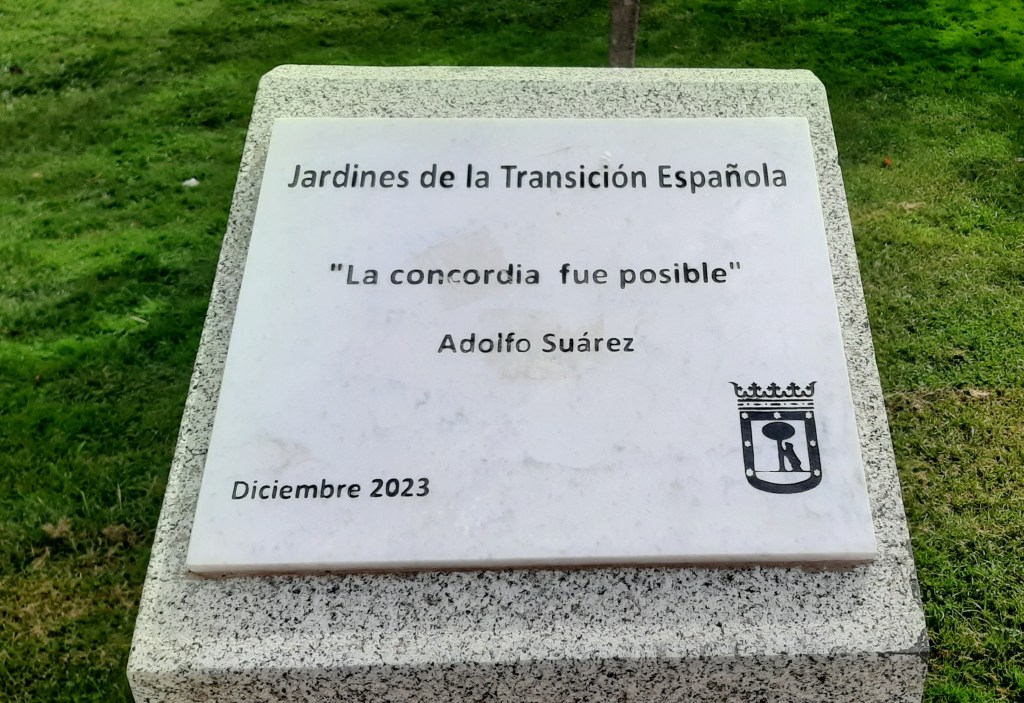 Jardines de la Transición Española
"La concordia fue posible"
Adolfo Suárez
Diciembre 2023